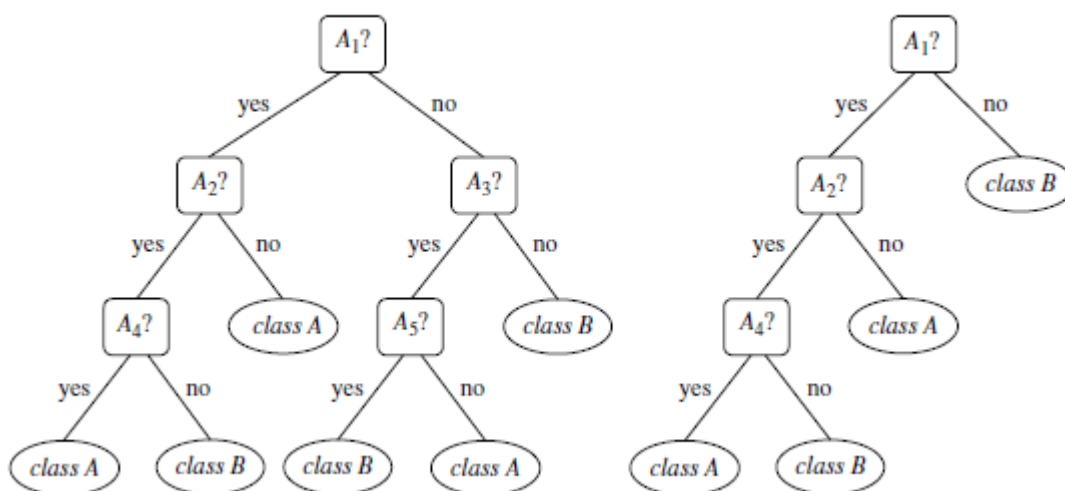 A₁?
A₁?
yes
no
yes
no
A₂?
A₃?
A₂?
class B
yes
no
yes
no
yes
no
A₄?
class A
A₅?
class B
A₄?
class A
yes
no
yes
no
yes
no
class A
class B
class B
class A
class A
class B